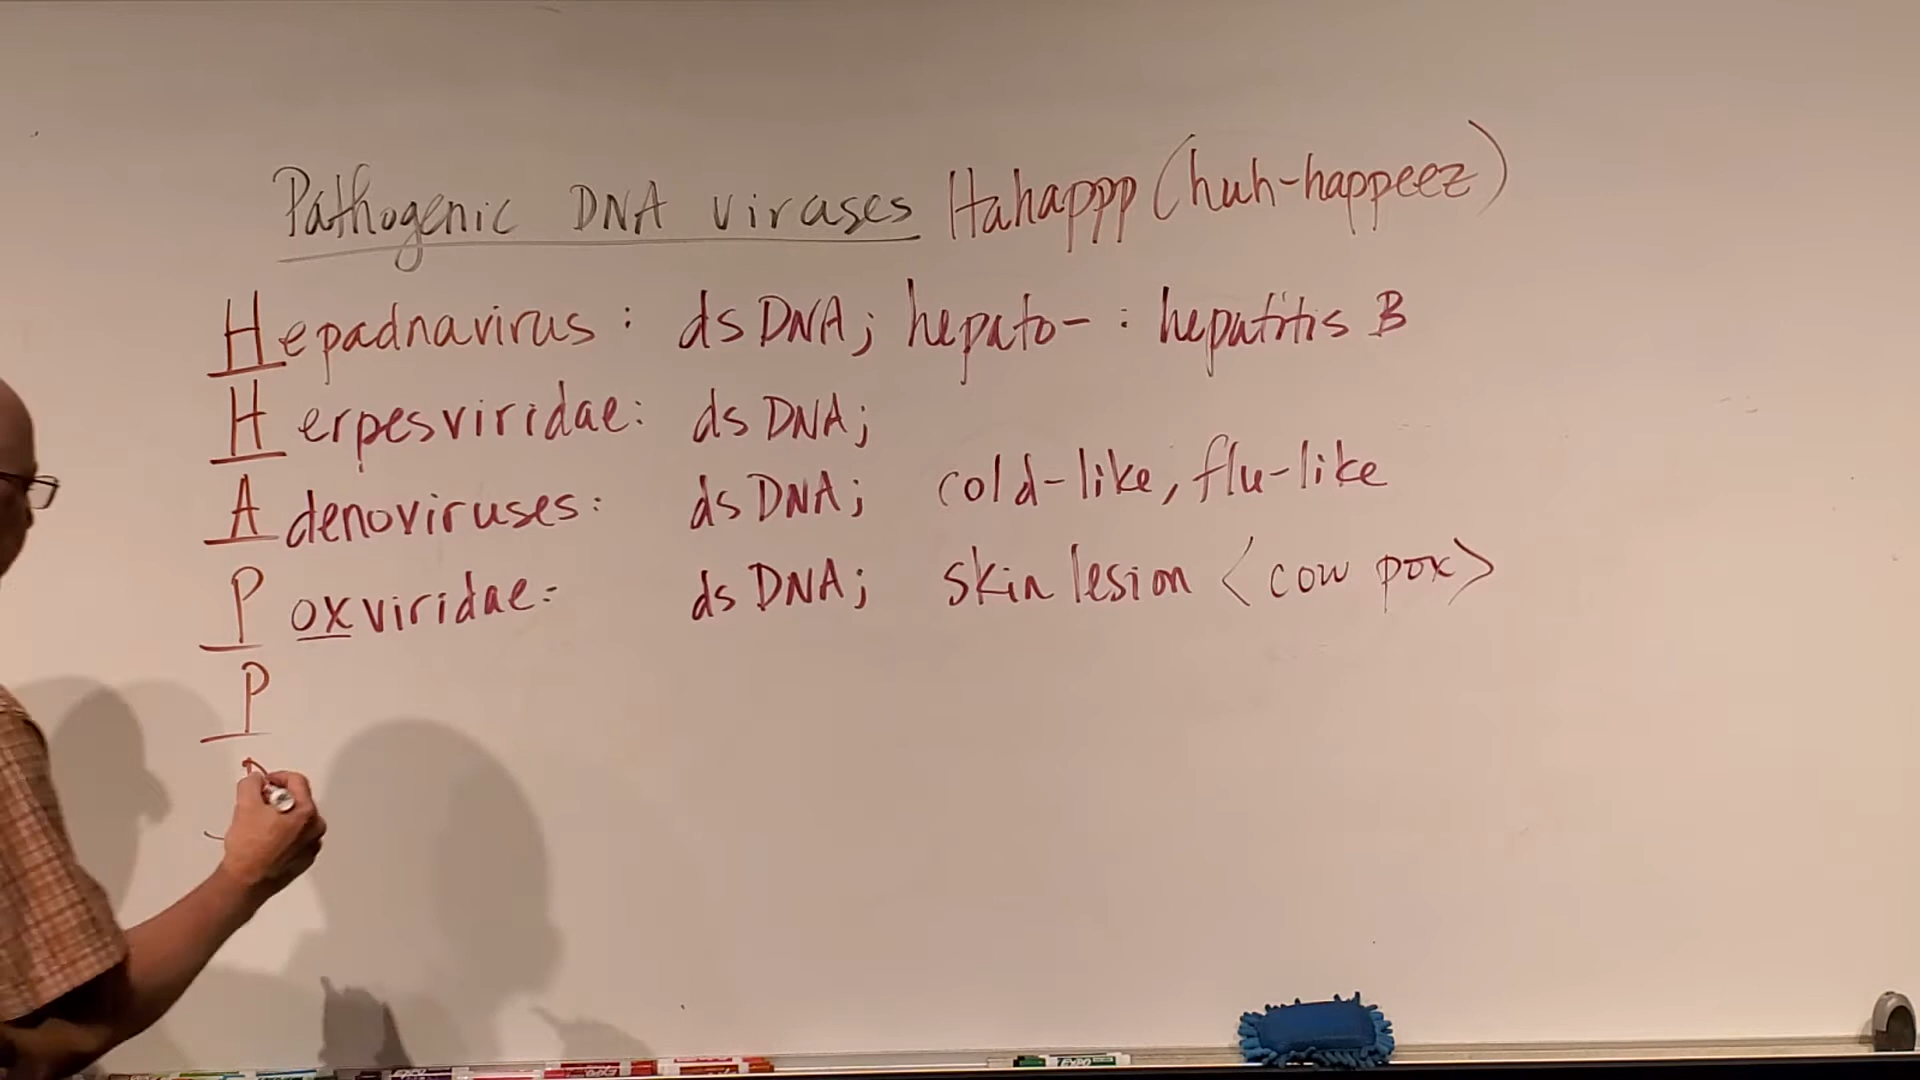 Pathogenic DNA viruses Hahappp (huh-happeez)
Hepadnavirus: dsDNA; hepato-: hepatitis B
Herpesviridae: dsDNA;
Adenoviruses: dsDNA; cold-like, flu-like
Poxviridae: dsDNA; skin lesion <cow pox>
P
EXPO